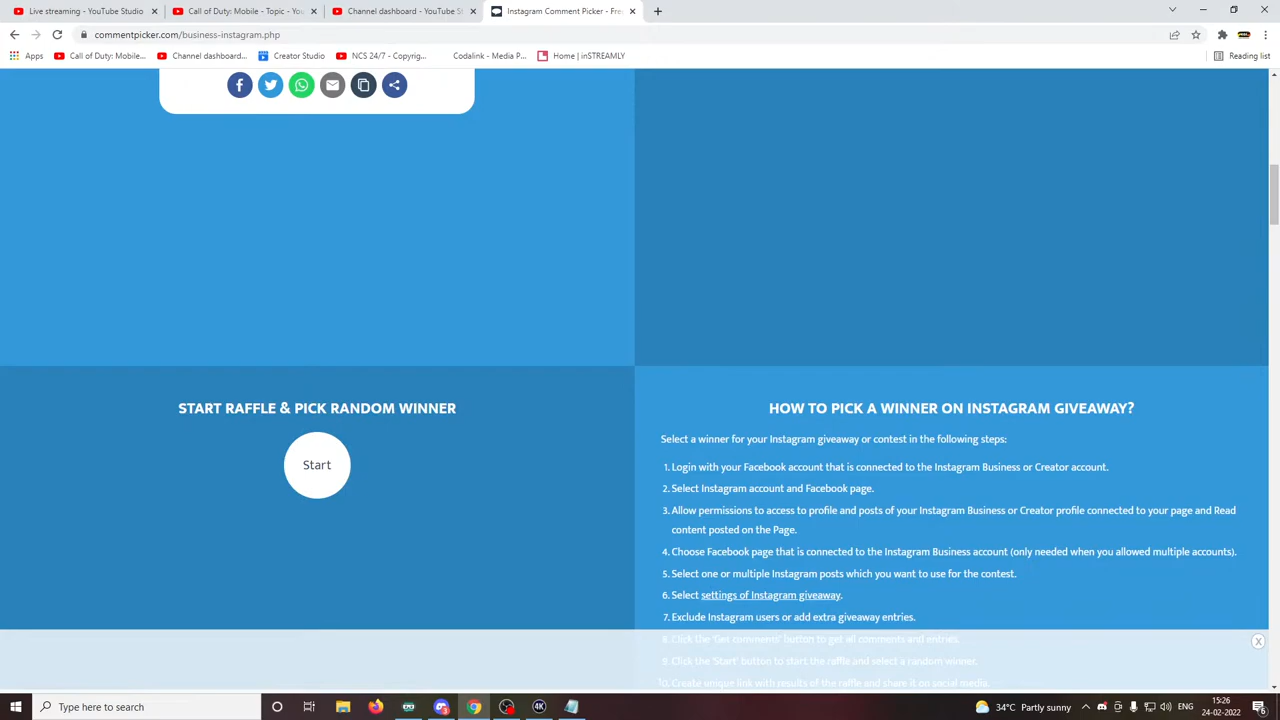 Live streaming - YouTube Studio
Call of Duty: Mobile - Topic - You
Channel dashboard - YouTube St
Instagram Comment Picker - Fre
commentpicker.com/business-instagram.php
Apps
Call of Duty: Mobile...
Channel dashboard...
Creator Studio
NCS 24/7 - Copyrig...
Codalink - Media P...
Home | inSTREAMLY
Reading list
START RAFFLE & PICK RANDOM WINNER
Start
HOW TO PICK A WINNER ON INSTAGRAM GIVEAWAY?
Select a winner for your Instagram giveaway or contest in the following steps:
1. Login with your Facebook account that is connected to the Instagram Business or Creator account.
2. Select Instagram account and Facebook page.
3. Allow permissions to access to profile and posts of your Instagram Business or Creator profile connected to your page and Read
content posted on the Page.
4. Choose Facebook page that is connected to the Instagram Business account (only needed when you allowed multiple accounts).
5. Select one or multiple Instagram posts which you want to use for the contest.
6. Select settings of Instagram giveaway.
7. Exclude Instagram users or add extra giveaway entries.
8. Click the 'Get comments' button to get all comments and entries.
9. Click the 'Start' button to start the raffle and select a random winner.
10. Create unique link with results of the raffle and share it on social media.
X
Type here to search
4K
34°C Partly sunny
ENG
15:26
24-02-2022